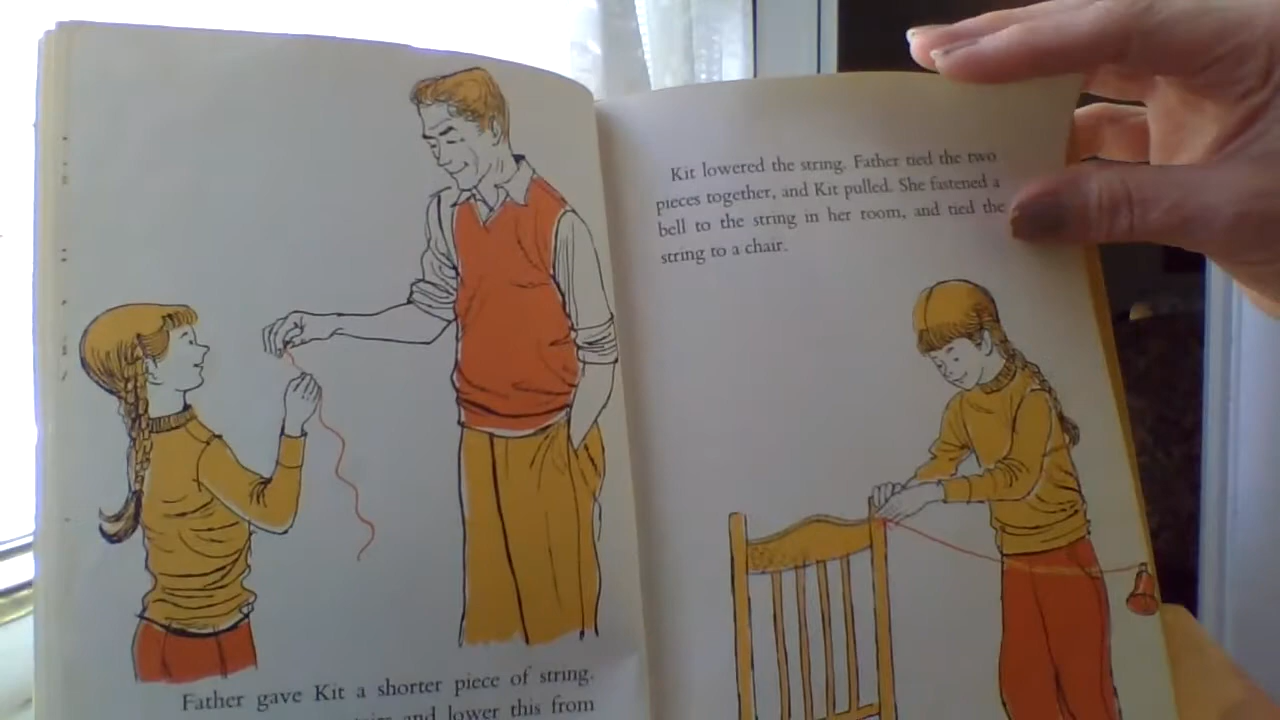 Father gave Kit a shorter piece of string.
and lower this from
Kit lowered the string. Father tied the two
pieces together, and Kit pulled. She fastened a
bell to the string in her room, and tied the
string to a chair.